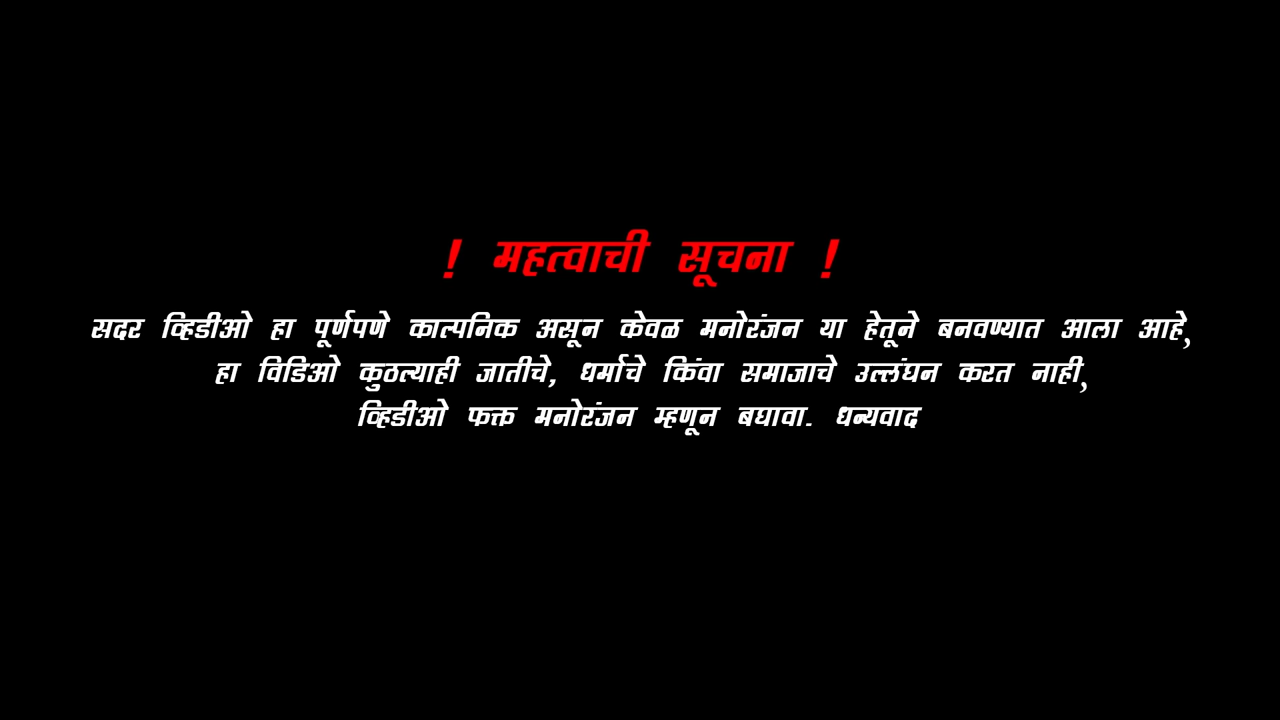 ! महत्वाची सूचना !
सदर व्हिडीओ हा पूर्णपणे काल्पनिक असून केवळ मनोरंजन या हेतूने बनवण्यात आला आहे,
हा विडिओ कुठल्याही जातीचे, धर्माचे किंवा समाजाचे उल्लंघन करत नाही,
व्हिडीओ फक्त मनोरंजन म्हणून बघावा. धन्यवाद